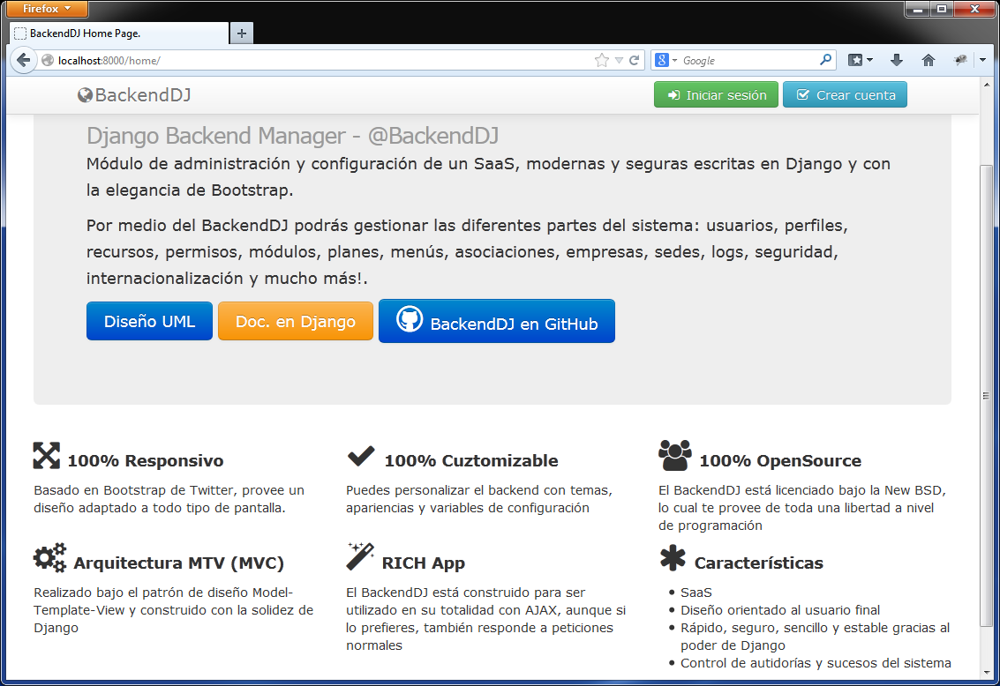 Firefox
BackendDJ Home Page.
localhost:8000/home/
Google
BackendDJ
Iniciar sesión
Crear cuenta
Django Backend Manager - @BackendDJ
Módulo de administración y configuración de un SaaS, modernas y seguras escritas en Django y con
la elegancia de Bootstrap.
Por medio del BackendDJ podrás gestionar las diferentes partes del sistema: usuarios, perfiles,
recursos, permisos, módulos, planes, menús, asociaciones, empresas, sedes, logs, seguridad,
internacionalización y mucho más!.
Diseño UML
Doc. en Django
BackendDJ en GitHub
100% Responsivo
Basado en Bootstrap de Twitter, provee un
diseño adaptado a todo tipo de pantalla.
100% Cuztomizable
Puedes personalizar el backend con temas,
apariencias y variables de configuración
100% OpenSource
El BackendDJ está licenciado bajo la New BSD,
lo cual te provee de toda una libertad a nivel
de programación
Arquitectura MTV (MVC)
Realizado bajo el patrón de diseño Model-
Template-View y construido con la solidez de
Django
RICH App
El BackendDJ está construido para ser
utilizado en su totalidad con AJAX, aunque si
lo prefieres, también responde a peticiones
normales
Características
• SaaS
• Diseño orientado al usuario final
• Rápido, seguro, sencillo y estable gracias al
poder de Django
• Control de autidorías y sucesos del sistema